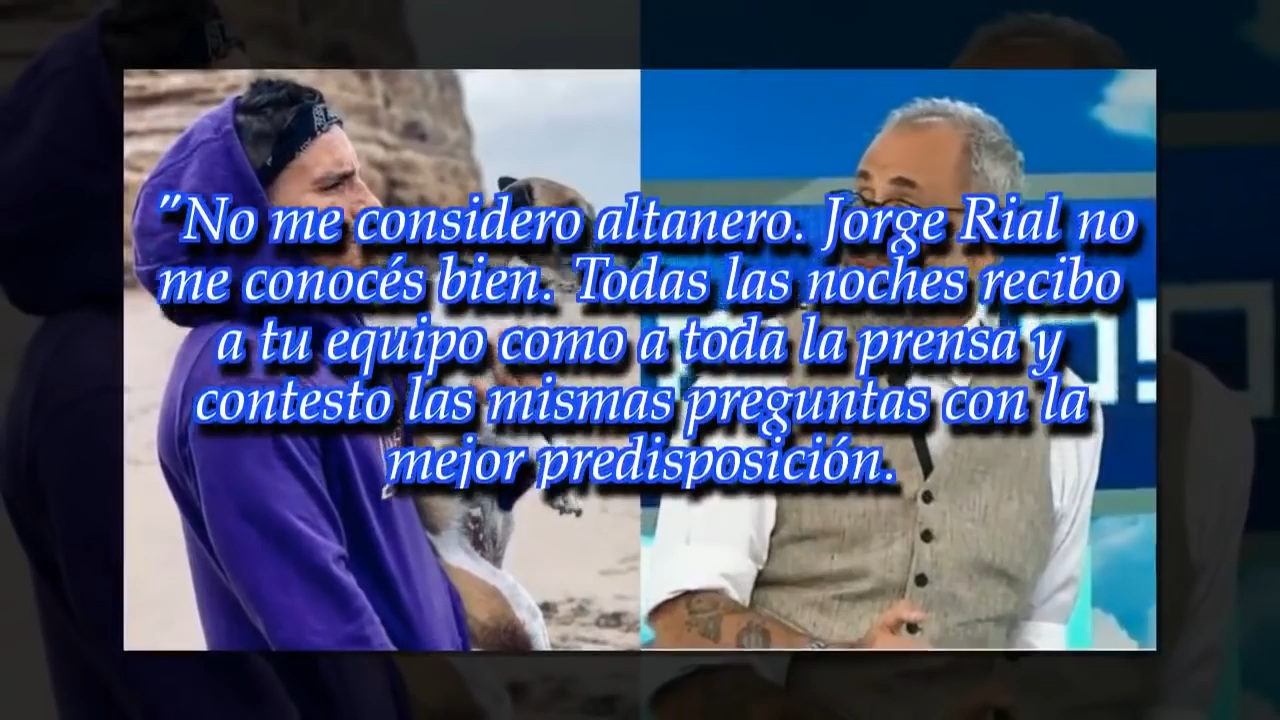 "No me considero altanero. Jorge Rial no
me conocés bien. Todas las noches recibo
a tu equipo como a toda la prensa y
contesto las mismas preguntas con la
mejor predisposición.